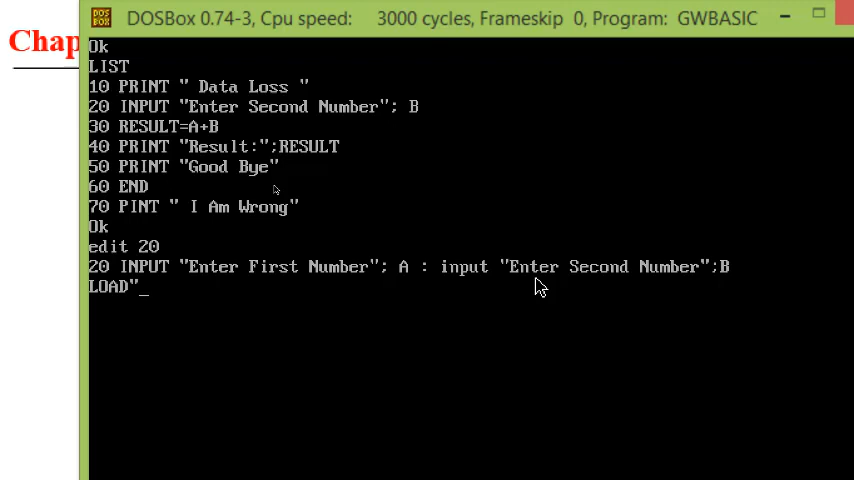 DOSBox 0.74-3, Cpu speed: 3000 cycles, Frameskip 0, Program: GWBASIC
Chap
Ok
LIST
10 PRINT " Data Loss "
20 INPUT "Enter Second Number"; B
30 RESULT=A+B
40 PRINT "Result:";RESULT
50 PRINT "Good Bye"
60 END
70 PINT " I Am Wrong"
Ok
edit 20
20 INPUT "Enter First Number"; A : input "Enter Second Number";B
LOAD"_